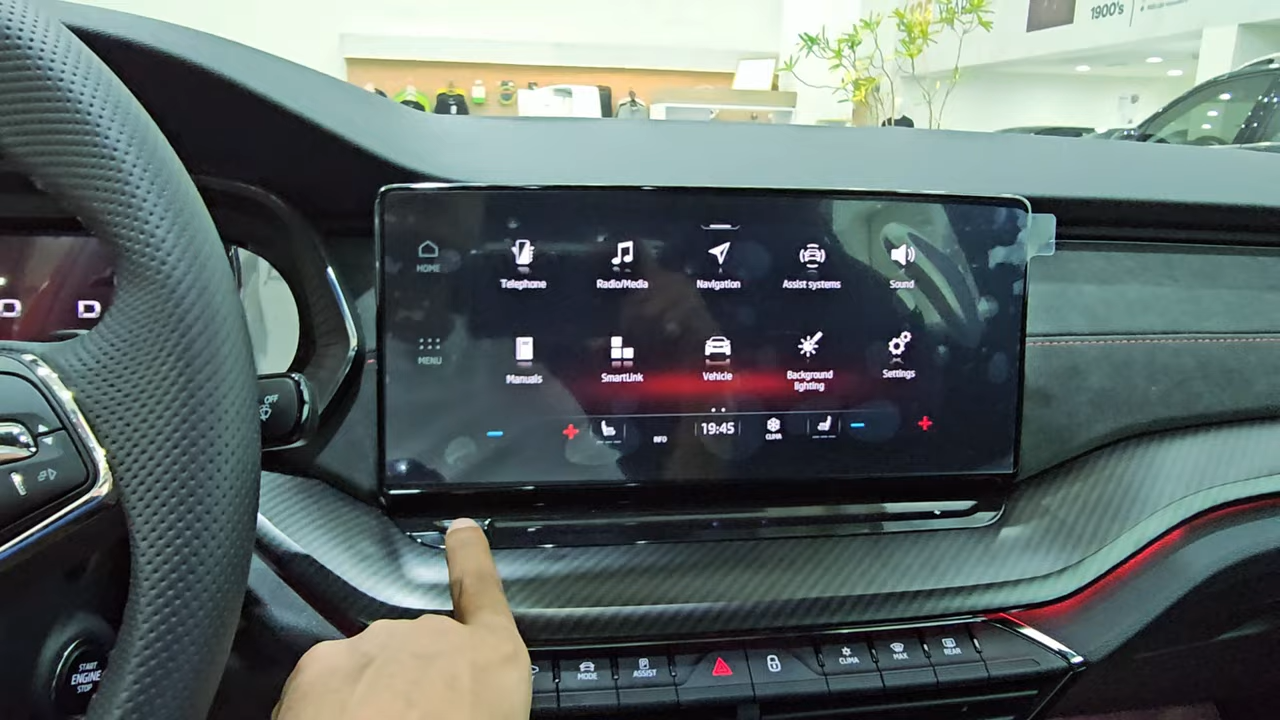 1900's
HOME
Telephone
Radio/Media
Navigation
Assist systems
Sound
MENU
Manuals
SmartLink
Vehicle
Background
lighting
Settings
INFO
19:45
CLIMA
D
OFF
START
ENGINE
STOP
MODE
ASSIST
CLIMA
MAX
REAR